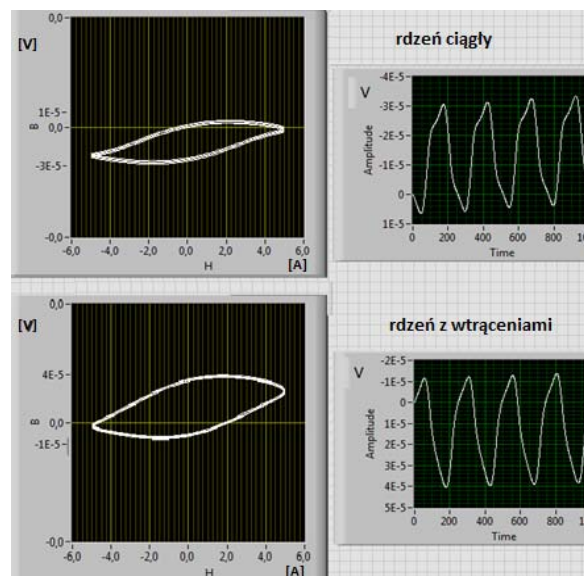 [V]
0,0
1E-5
0,0
-3E-5
-0,0
B
-6,0 -4,0 -2,0 0,0 2,0 4,0 6,0
H
[A]
rdzeń ciągły
V
Amplitude
-4E-5
-3E-5
-2E-5
-1E-5
0
1E-5
0 200 400 600 800
Time
[V]
0,0
4E-5
0,0
-1E-5
-0,0
B
-6,0 -4,0 -2,0 0,0 2,0 4,0 6,0
H
[A]
rdzeń z wtrąceniami
V
Amplitude
-2E-5
-1E-5
0
1E-5
2E-5
3E-5
4E-5
5E-5
0 200 400 600 800
Time